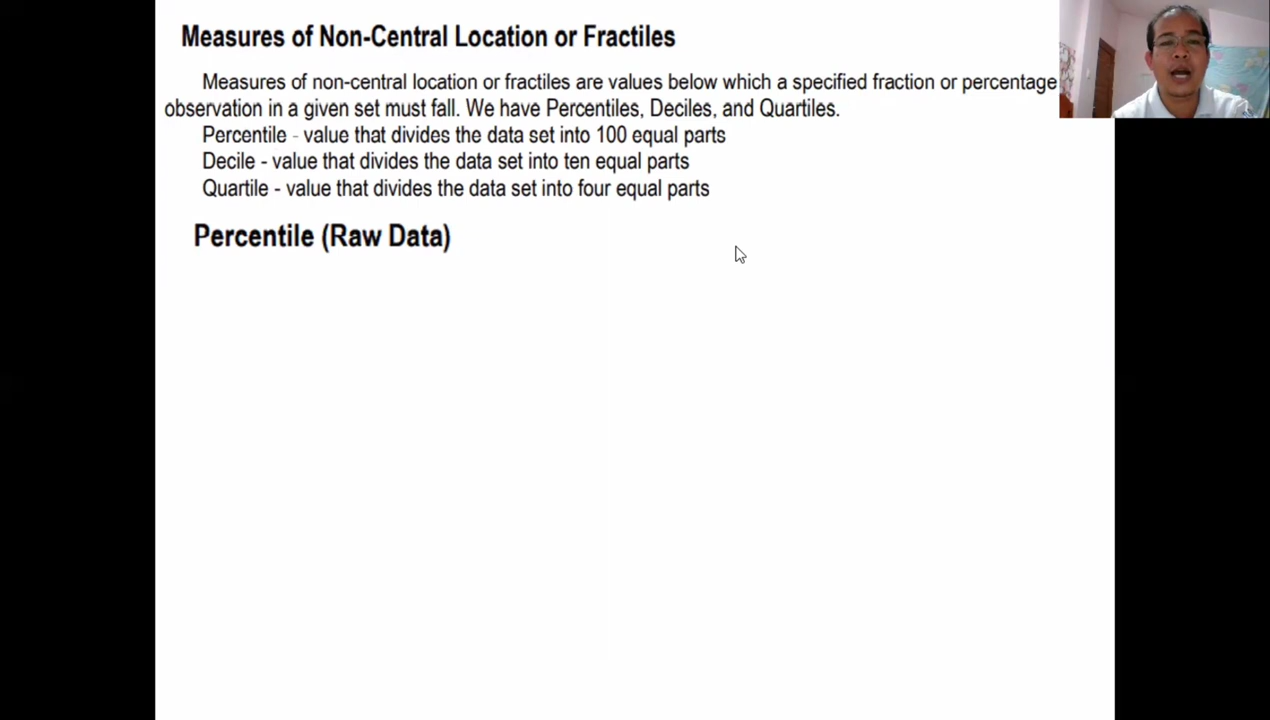 Measures of Non-Central Location or Fractiles
Measures of non-central location or fractiles are values below which a specified fraction or percentage
observation in a given set must fall. We have Percentiles, Deciles, and Quartiles.
Percentile - value that divides the data set into 100 equal parts
Decile - value that divides the data set into ten equal parts
Quartile - value that divides the data set into four equal parts
Percentile (Raw Data)